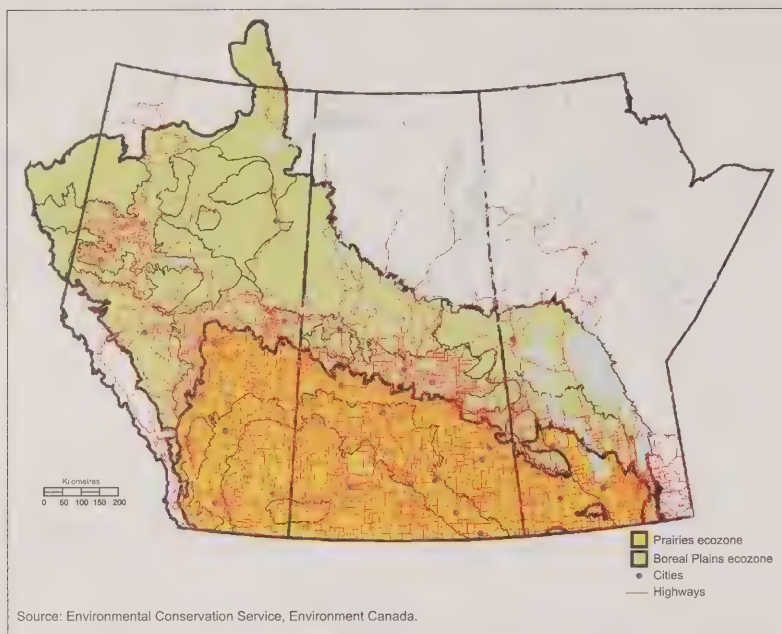 Kilometres
0 50 100 150 200
Prairies ecozone
Boreal Plains ecozone
Cities
Highways
Source: Environmental Conservation Service, Environment Canada.